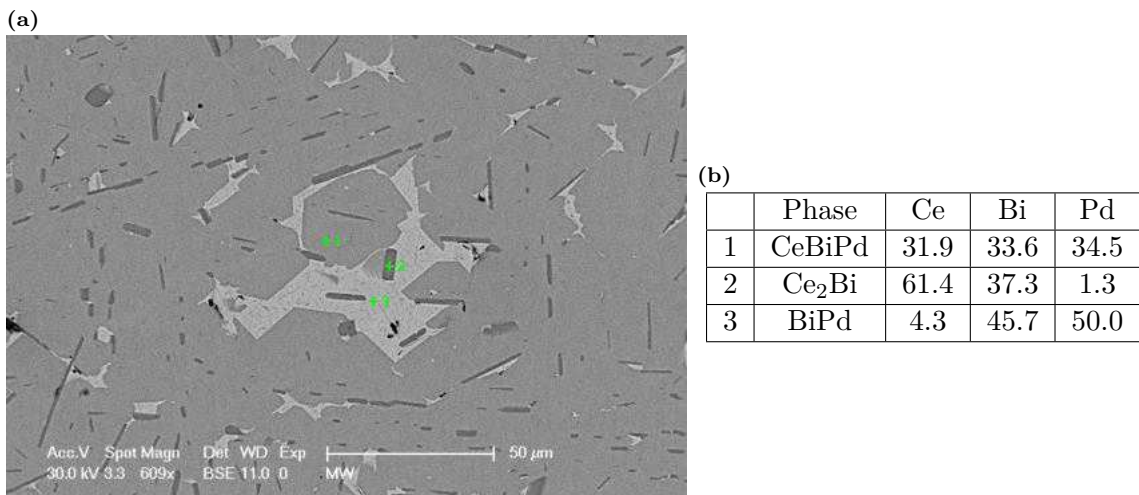 (a)
+1
+2
+3
Acc.V Spot Magn Det WD Exp 50 µm
30.0 kV 3.3 609x BSE 11.0 0 MW
(b)
Phase Ce Bi Pd
1 CeBiPd 31.9 33.6 34.5
2 Ce₂Bi 61.4 37.3 1.3
3 BiPd 4.3 45.7 50.0